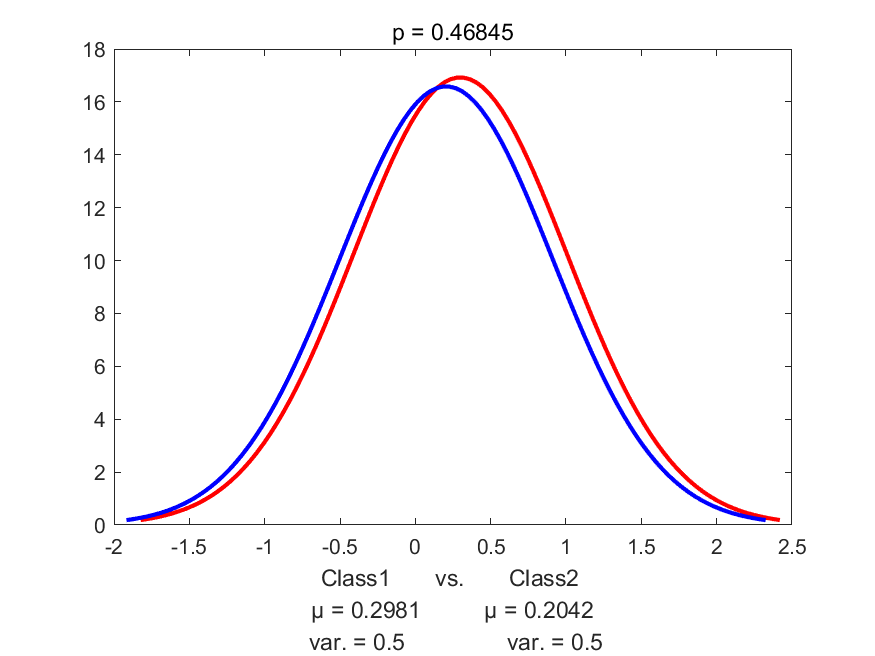 p = 0.46845
18
16
14
12
10
8
6
4
2
0
-2 -1.5 -1 -0.5 0 0.5 1 1.5 2 2.5
Class1 vs. Class2
μ = 0.2981 μ = 0.2042
var. = 0.5 var. = 0.5